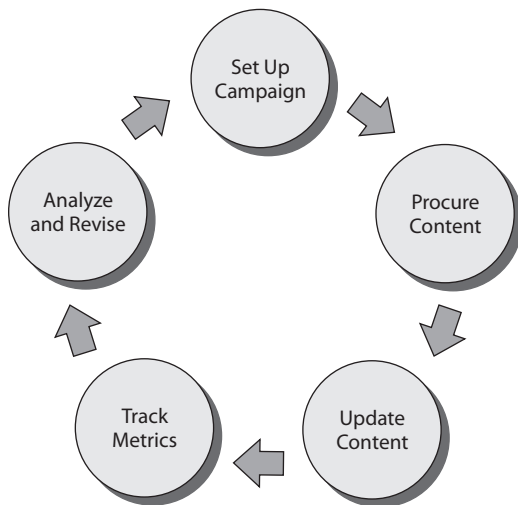 Set Up
Campaign
Procure
Content
Update
Content
Track
Metrics
Analyze
and Revise